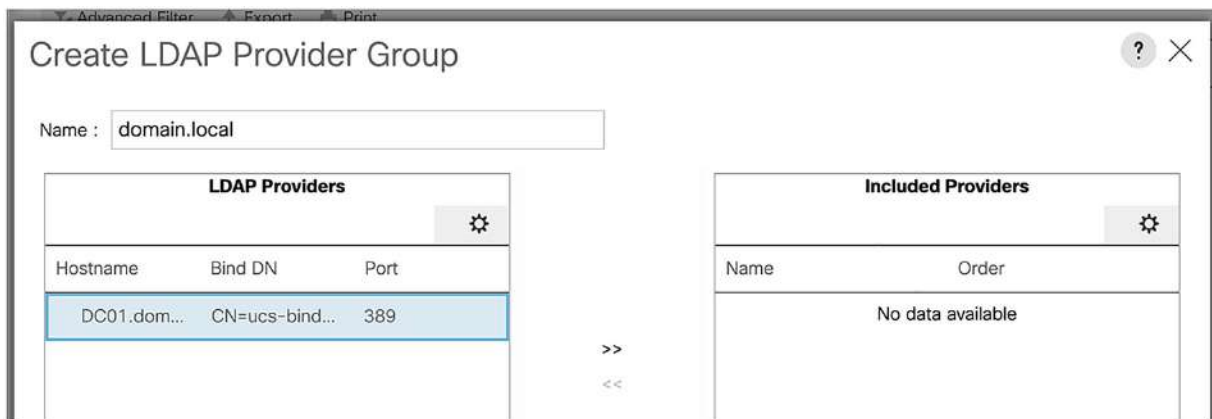 Advanced Filter Export Print
Create LDAP Provider Group
?
Name : domain.local
LDAP Providers
Hostname Bind DN Port
DC01.dom... CN=ucs-bind... 389
>>
<<
Included Providers
Name Order
No data available